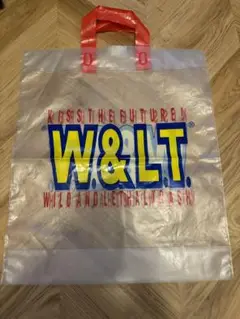 KISS THE FUTURE!
W.&L.T.
WILD AND LETHAL TRASH